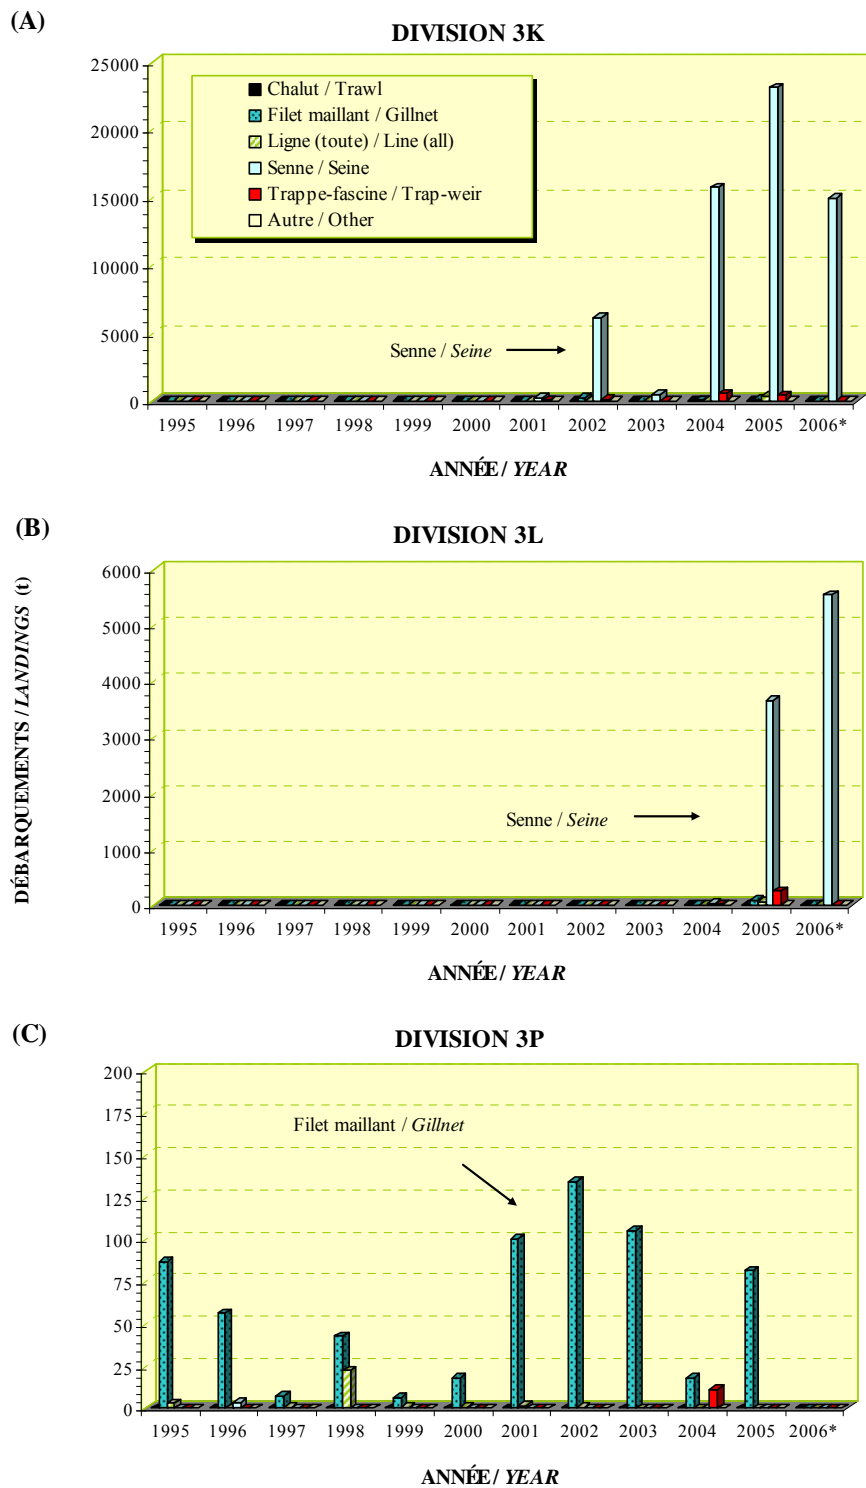 (A)
DIVISION 3K
25000
20000
15000
10000
5000
0
Chalut / Trawl
Filet maillant / Gillnet
Ligne (toute) / Line (all)
Senne / Seine
Trappe-fascine / Trap-weir
Autre / Other
Senne / Seine
1995 1996 1997 1998 1999 2000 2001 2002 2003 2004 2005 2006*
ANNÉE / YEAR
(B)
DIVISION 3L
DÉBARQUEMENTS / LANDINGS (t)
6000
5000
4000
3000
2000
1000
0
Senne / Seine
1995 1996 1997 1998 1999 2000 2001 2002 2003 2004 2005 2006*
ANNÉE / YEAR
(C)
DIVISION 3P
200
175
150
125
100
75
50
25
0
Filet maillant / Gillnet
1995 1996 1997 1998 1999 2000 2001 2002 2003 2004 2005 2006*
ANNÉE / YEAR